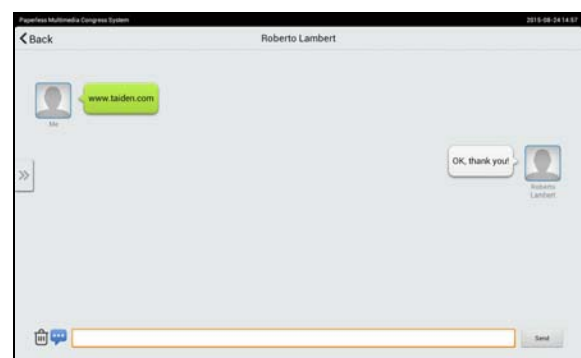 Paperless Multimedia Congress System
2015-08-24 14:57
Back
Roberto Lambert
www.taiden.com
Me
OK, thank you!
Roberto
Lambert
Send